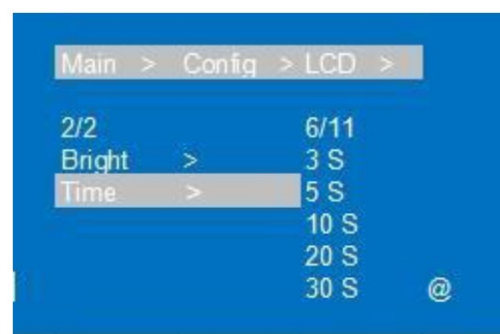 Main > Config > LCD >
2/2 6/11
Bright > 3 S
Time > 5 S
10 S
20 S
30 S @